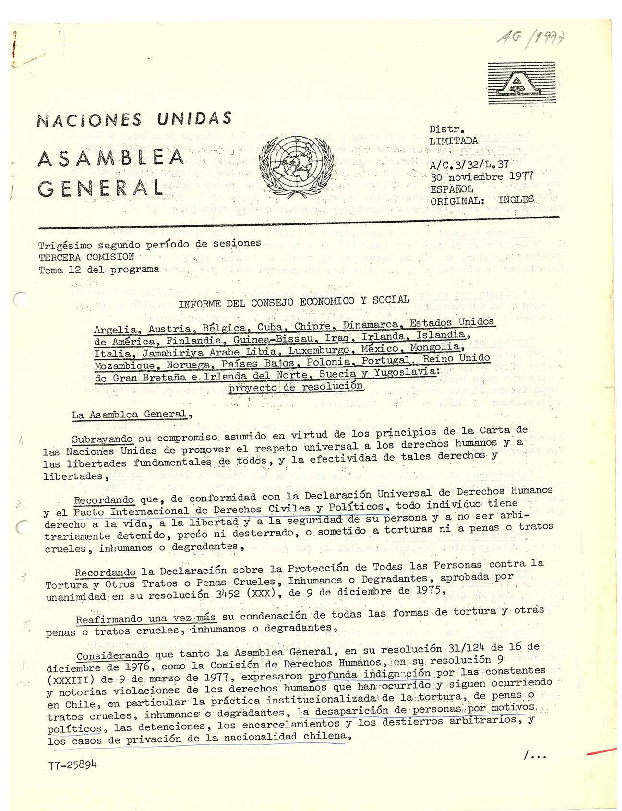 AG/1977
A
NACIONES UNIDAS
ASAMBLEA
GENERAL
Distr.
LIMITADA
A/C.3/32/L.37
30 noviembre 1977
ESPAÑOL
ORIGINAL: INGLES
Trigésimo segundo período de sesiones
TERCERA COMISION
Tema 12 del programa
INFORME DEL CONSEJO ECONOMICO Y SOCIAL
Argelia, Austria, Bélgica, Cuba, Chipre, Dinamarca, Estados Unidos
de América, Finlandia, Guinea-Bissau, Iraq, Irlanda, Islandia,
Italia, Jamahiriya Arabe Libia, Luxemburgo, México, Mongolia,
Mozambique, Noruega, Países Bajos, Polonia, Portugal, Reino Unido
de Gran Bretaña e Irlanda del Norte, Suecia y Yugoslavia:
proyecto de resolución
La Asamblea General,
Subrayando su compromiso asumido en virtud de los principios de la Carta de
las Naciones Unidas de promover el respeto universal a los derechos humanos y a
las libertades fundamentales de todos, y la efectividad de tales derechos y
libertades,
Recordando que, de conformidad con la Declaración Universal de Derechos Humanos
y el Pacto Internacional de Derechos Civiles y Políticos, todo individuo tiene
derecho a la vida, a la libertad y a la seguridad de su persona y a no ser arbi-
trariamente detenido, preso ni desterrado, o sometido a torturas ni a penas o tratos
crueles, inhumanos o degradantes,
Recordando la Declaración sobre la Protección de Todas las Personas contra la
Tortura y Otros Tratos o Penas Crueles, Inhumanos o Degradantes, aprobada por
unanimidad en su resolución 3452 (XXX), de 9 de diciembre de 1975,
Reafirmando una vez más su condenación de todas las formas de tortura y otras
penas o tratos crueles, inhumanos o degradantes,
Considerando que tanto la Asamblea General, en su resolución 31/124 de 16 de
diciembre de 1976, como la Comisión de Derechos Humanos, en su resolución 9
(XXXIII) de 9 de marzo de 1977, expresaron profunda indignación por las constantes
y notorias violaciones de los derechos humanos que han ocurrido y siguen ocurriendo
en Chile, en particular la práctica institucionalizada de la tortura, de penas o
tratos crueles, inhumanos o degradantes, la desaparición de personas por motivos
políticos, las detenciones, los encarcelamientos y los destierros arbitrarios, y
los casos de privación de la nacionalidad chilena,
77-25894
/...